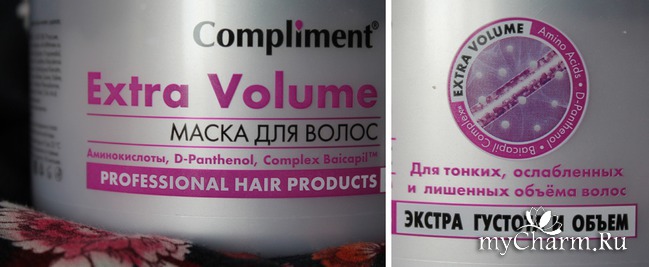 Compliment®
Extra Volume
МАСКА ДЛЯ ВОЛОС
Аминокислоты, D-Panthenol, Complex Baicapil™
PROFESSIONAL HAIR PRODUCTS
EXTRA VOLUME
Amino Acids • D-Panthenol • Baicapil Complex™
Для тонких, ослабленных
и лишенных объёма волос
ЭКСТРА ГУСТОТА И ОБЪЕМ
myCharm.Ru